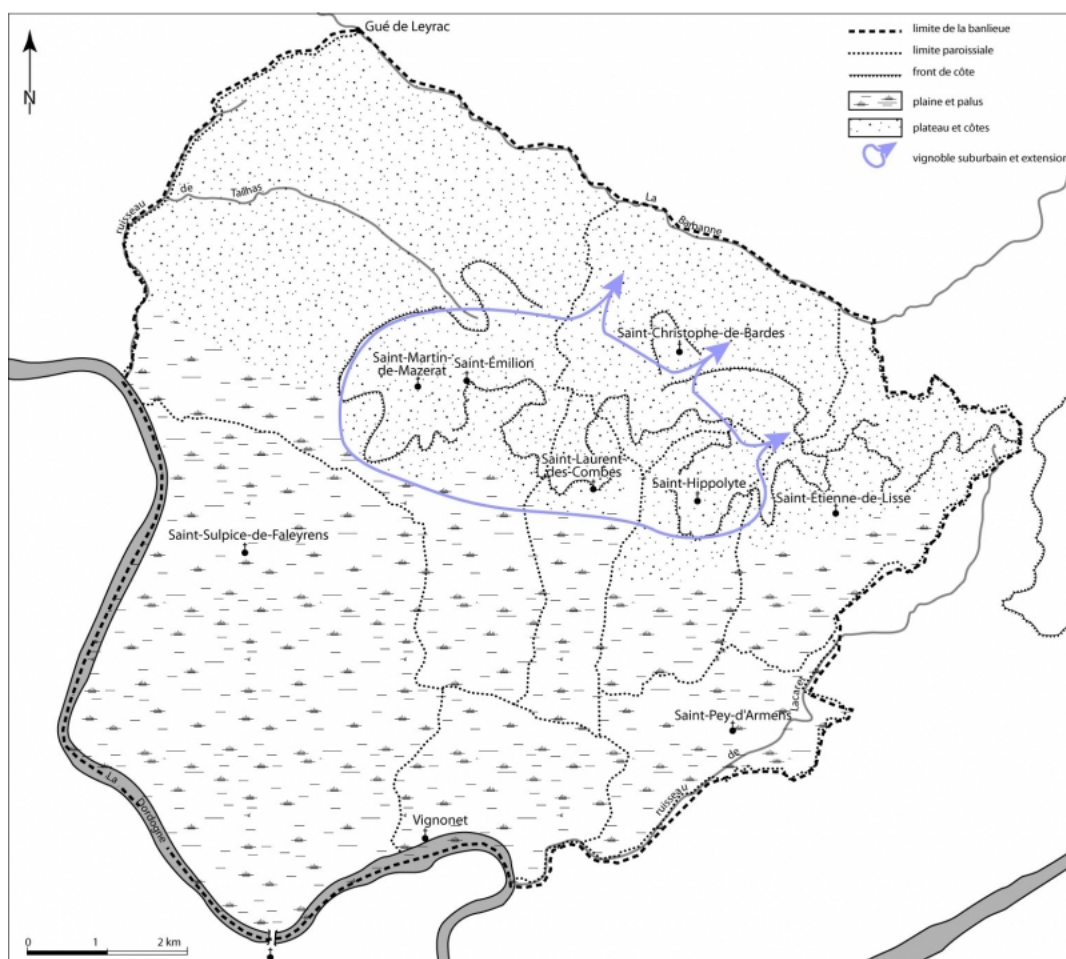 Gué de Leyrac
limite de la banlieue
limite paroissiale
front de côte
plaine et palus
plateau et côtes
vignoble suburbain et extension
N
ruisseau
de
Tailhas
La
Barbanne
Saint-Christophe-de-Bardes
Saint-Martin-
de-Mazerat
Saint-Émilion
Saint-Laurent-
des-Combes
Saint-Hippolyte
Saint-Étienne-de-Lisse
Saint-Sulpice-de-Faleyrens
Saint-Pey-d'Armens
ruisseau
de
Lacaret
La
Dordogne
Vignonet
0 1 2 km